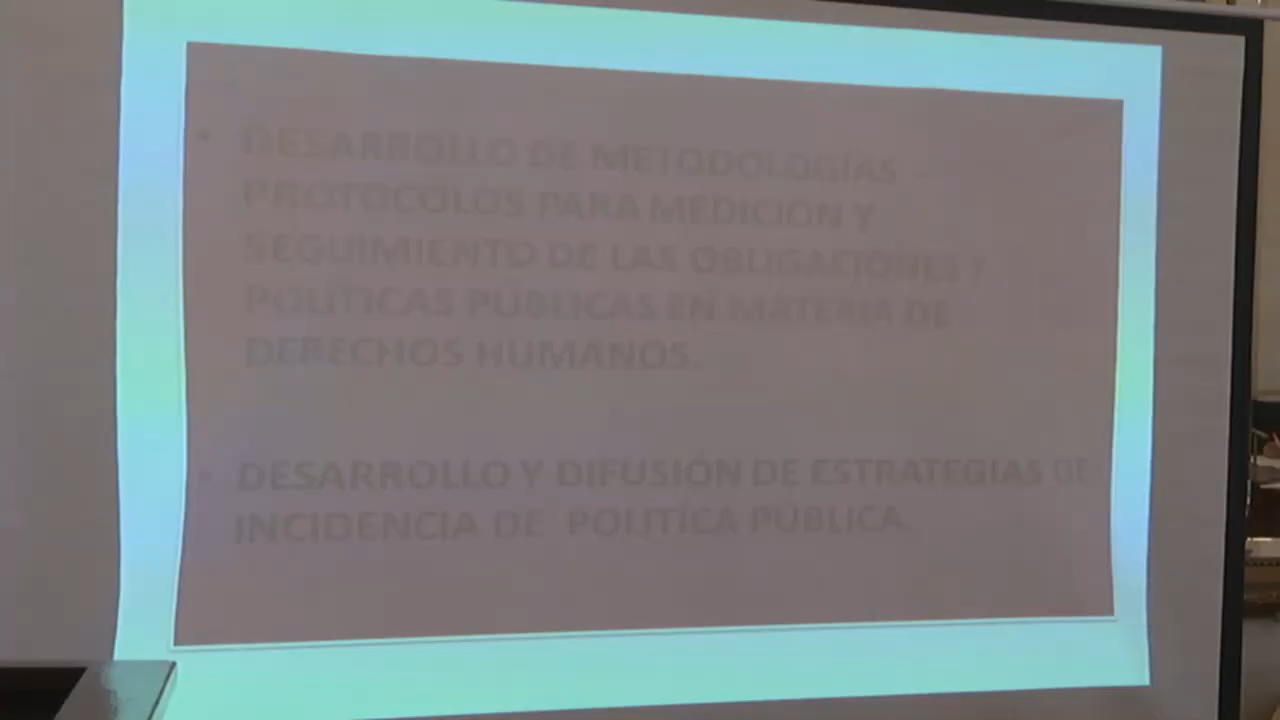 • DESARROLLO DE METODOLOGÍAS –
PROTOCOLOS PARA MEDICIÓN Y
SEGUIMIENTO DE LAS OBLIGACIONES Y
POLÍTICAS PÚBLICAS EN MATERIA DE
DERECHOS HUMANOS.
• DESARROLLO Y DIFUSIÓN DE ESTRATEGIAS DE
INCIDENCIA DE POLITÍCA PÚBLICA.